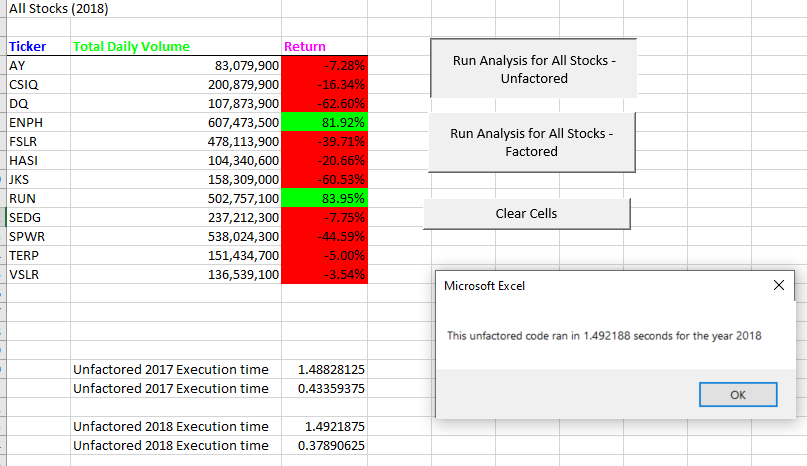 All Stocks (2018)
Ticker Total Daily Volume Return
AY 83,079,900 -7.28%
CSIQ 200,879,900 -16.34%
DQ 107,873,900 -62.60%
ENPH 607,473,500 81.92%
FSLR 478,113,900 -39.71%
HASI 104,340,600 -20.66%
JKS 158,309,000 -60.53%
RUN 502,757,100 83.95%
SEDG 237,212,300 -7.75%
SPWR 538,024,300 -44.59%
TERP 151,434,700 -5.00%
VSLR 136,539,100 -3.54%
Unfactored 2017 Execution time 1.48828125
Unfactored 2017 Execution time 0.43359375
Unfactored 2018 Execution time 1.4921875
Unfactored 2018 Execution time 0.37890625
Run Analysis for All Stocks -
Unfactored
Run Analysis for All Stocks -
Factored
Clear Cells
Microsoft Excel
This unfactored code ran in 1.492188 seconds for the year 2018
OK